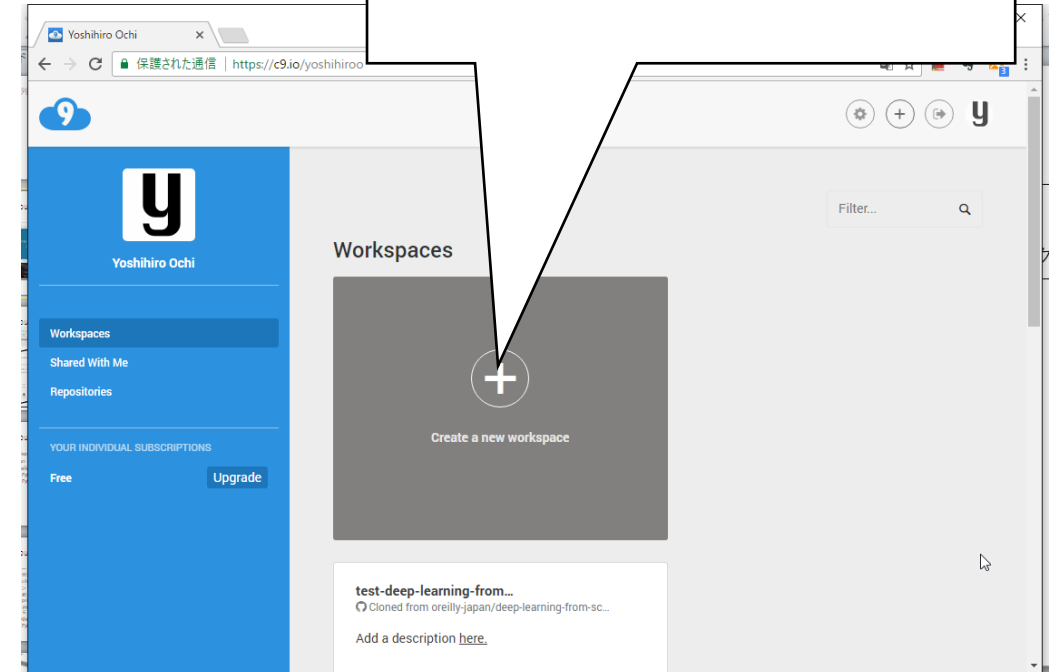 Yoshihiro Ochi
保護された通信 | https://c9.io/yoshihiroo
9
y
3
y
Yoshihiro Ochi
Filter...
Workspaces
Workspaces
Shared With Me
Repositories
Create a new workspace
YOUR INDIVIDUAL SUBSCRIPTIONS
Free
Upgrade
test-deep-learning-from...
Cloned from oreilly-japan/deep-learning-from-sc...
Add a description here.